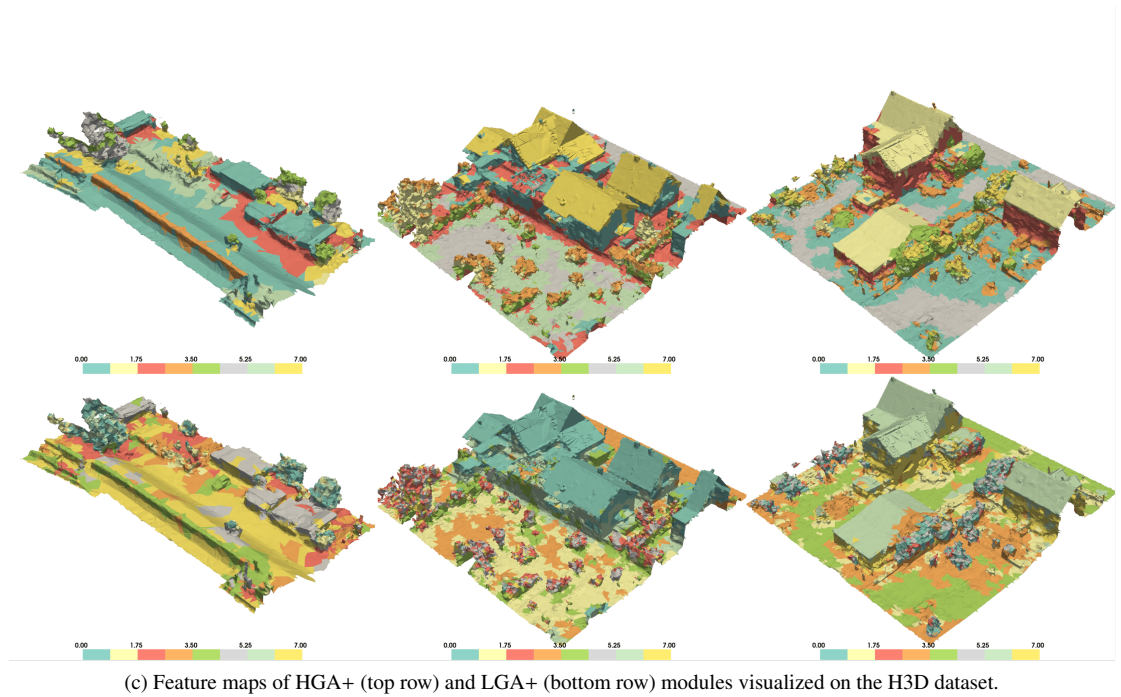 0.00 1.75 3.50 5.25 7.00 0.00 1.75 3.50 5.25 7.00 0.00 1.75 3.50 5.25 7.00
0.00 1.75 3.50 5.25 7.00 0.00 1.75 3.50 5.25 7.00 0.00 1.75 3.50 5.25 7.00
(c) Feature maps of HGA+ (top row) and LGA+ (bottom row) modules visualized on the H3D dataset.